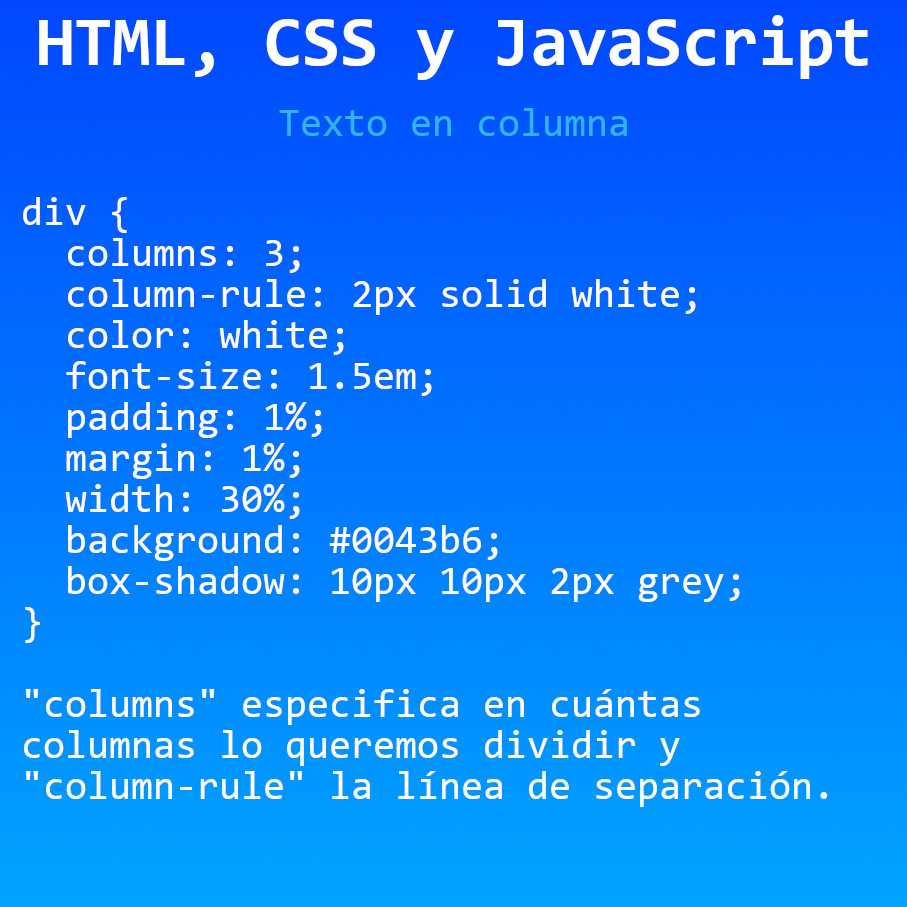 HTML, CSS y JavaScript
Texto en columna
div {
  columns: 3;
  column-rule: 2px solid white;
  color: white;
  font-size: 1.5em;
  padding: 1%;
  margin: 1%;
  width: 30%;
  background: #0043b6;
  box-shadow: 10px 10px 2px grey;
}
"columns" especifica en cuántas
columnas lo queremos dividir y
"column-rule" la línea de separación.